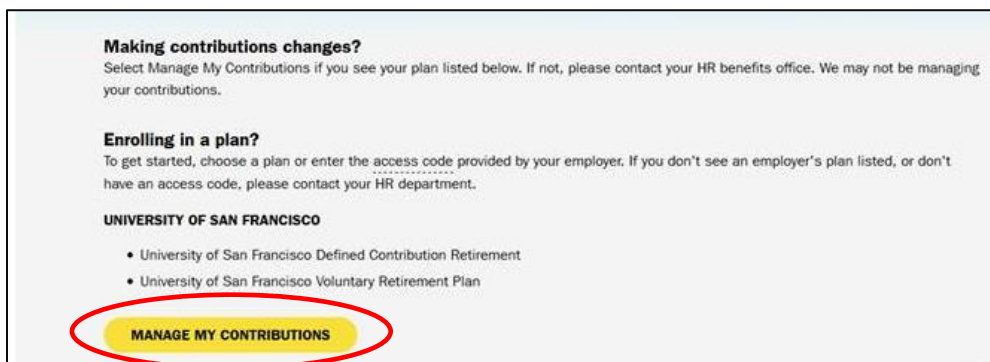 Making contributions changes?
Select Manage My Contributions if you see your plan listed below. If not, please contact your HR benefits office. We may not be managing
your contributions.
Enrolling in a plan?
To get started, choose a plan or enter the access code provided by your employer. If you don't see an employer's plan listed, or don't
have an access code, please contact your HR department.
UNIVERSITY OF SAN FRANCISCO
• University of San Francisco Defined Contribution Retirement
• University of San Francisco Voluntary Retirement Plan
MANAGE MY CONTRIBUTIONS